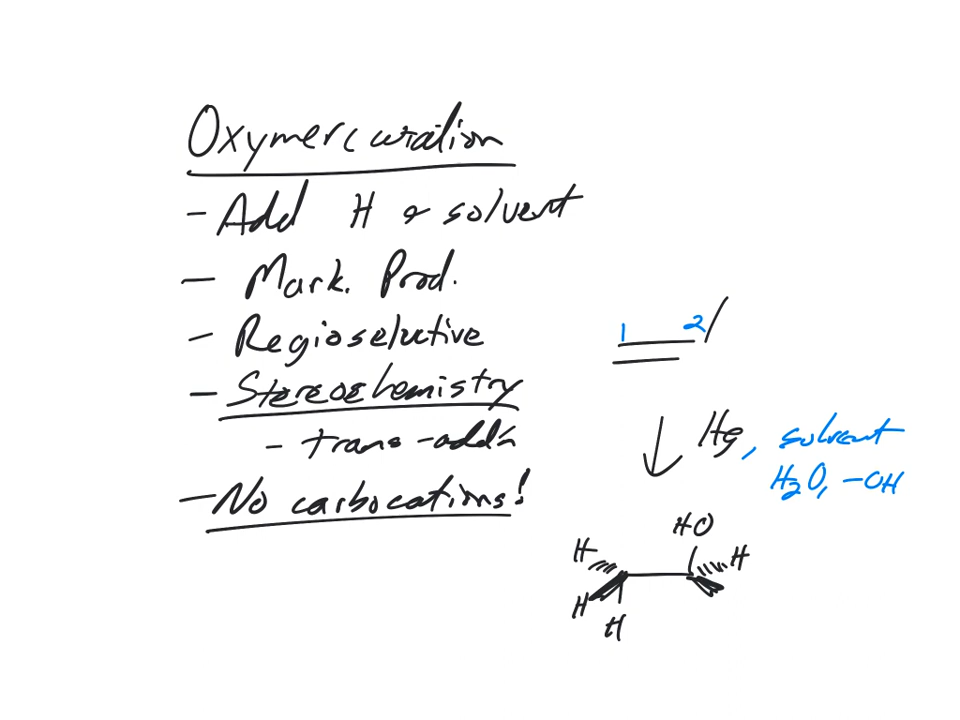 Oxymercuration
- Add H & solvent
- Mark. Prod.
- Regioselective
- Stereochemistry
- trans-add'n
- No carbocations!
1 2
Hg, solvent
H2O, -OH
HO
H H
H
H